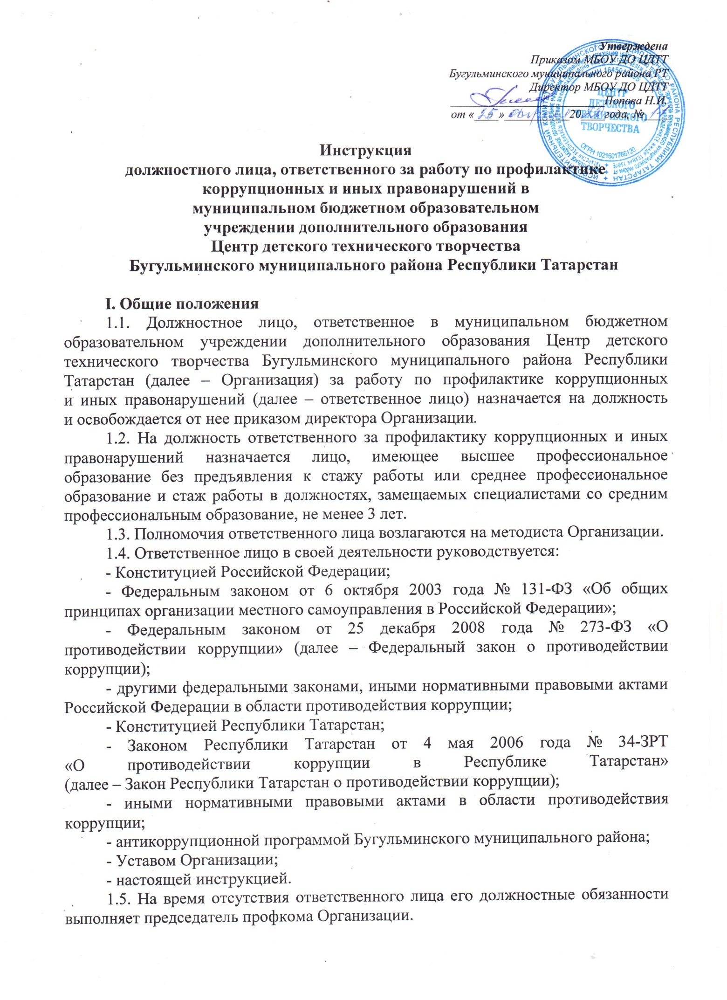 Утверждена
Приказом МБОУ ДО ЦДТТ
Бугульминского муниципального района РТ
Директор МБОУ ДО ЦДТТ
Попова Н.И.
от «25» 20 года, №
ЦЕНТР
ДЕТСКОГО
ТЕХНИЧЕСКОГО
ТВОРЧЕСТВА
ОГРН 1021601766120
Инструкция
должностного лица, ответственного за работу по профилактике
коррупционных и иных правонарушений в
муниципальном бюджетном образовательном
учреждении дополнительного образования
Центр детского технического творчества
Бугульминского муниципального района Республики Татарстан
I. Общие положения
1.1. Должностное лицо, ответственное в муниципальном бюджетном
образовательном учреждении дополнительного образования Центр детского
технического творчества Бугульминского муниципального района Республики
Татарстан (далее – Организация) за работу по профилактике коррупционных
и иных правонарушений (далее – ответственное лицо) назначается на должность
и освобождается от нее приказом директора Организации.
1.2. На должность ответственного за профилактику коррупционных и иных
правонарушений назначается лицо, имеющее высшее профессиональное
образование без предъявления к стажу работы или среднее профессиональное
образование и стаж работы в должностях, замещаемых специалистами со средним
профессиональным образование, не менее 3 лет.
1.3. Полномочия ответственного лица возлагаются на методиста Организации.
1.4. Ответственное лицо в своей деятельности руководствуется:
- Конституцией Российской Федерации;
- Федеральным законом от 6 октября 2003 года № 131-ФЗ «Об общих
принципах организации местного самоуправления в Российской Федерации»;
- Федеральным законом от 25 декабря 2008 года № 273-ФЗ «О
противодействии коррупции» (далее – Федеральный закон о противодействии
коррупции);
- другими федеральными законами, иными нормативными правовыми актами
Российской Федерации в области противодействия коррупции;
- Конституцией Республики Татарстан;
- Законом Республики Татарстан от 4 мая 2006 года № 34-ЗРТ
«О противодействии коррупции в Республике Татарстан»
(далее – Закон Республики Татарстан о противодействии коррупции);
- иными нормативными правовыми актами в области противодействия
коррупции;
- антикоррупционной программой Бугульминского муниципального района;
- Уставом Организации;
- настоящей инструкцией.
1.5. На время отсутствия ответственного лица его должностные обязанности
выполняет председатель профкома Организации.